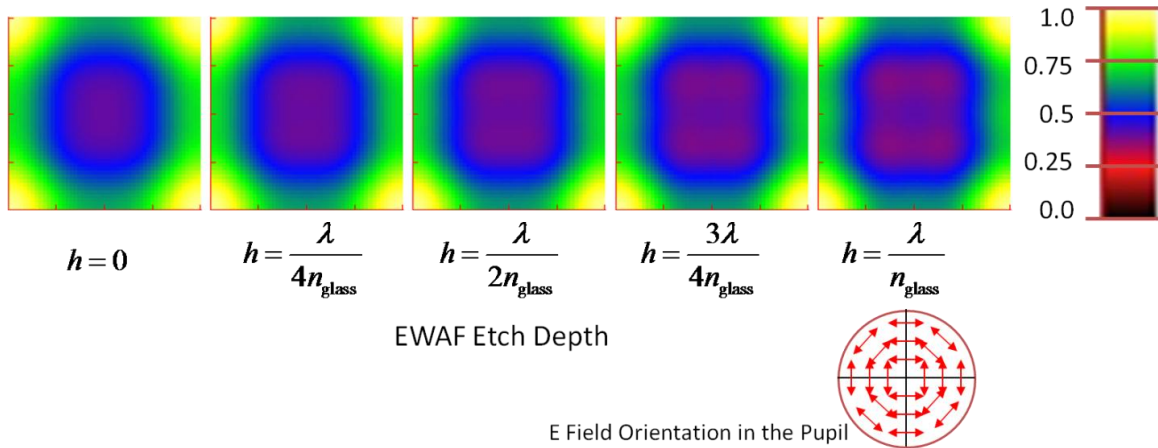 1.0
0.75
0.5
0.25
0.0
h = 0
h = λ / 4n_glass
h = λ / 2n_glass
h = 3λ / 4n_glass
h = λ / n_glass
EWAF Etch Depth
E Field Orientation in the Pupil